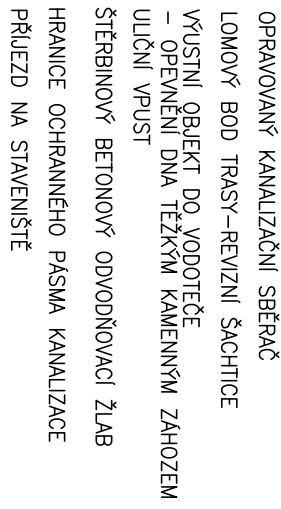 OPRAVOVANÝ KANALIZAČNÍ SBĚRAČ
LOMOVÝ BOD TRASY-REVIZNÍ ŠACHTICE
VÝUSTNÍ OBJEKT DO VODOTEČE
- OPEVNĚNÍ DNA TĚŽKÝM KAMENNÝM ZÁHOZEM
ULIČNÍ VPUST
ŠTĚRBINOVÝ BETONOVÝ ODVODŇOVACÍ ŽLAB
HRANICE OCHRANNÉHO PÁSMA KANALIZACE
PŘÍJEZD NA STAVENIŠTĚ